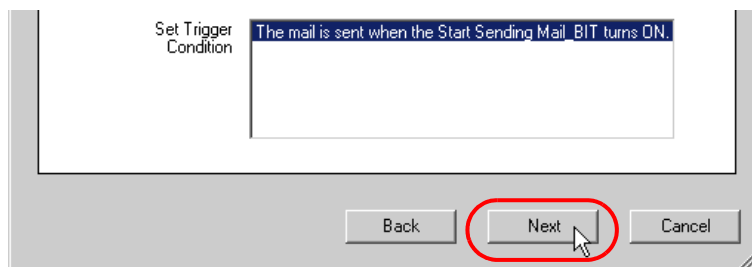 Set Trigger
Condition
The mail is sent when the Start Sending Mail_BIT turns ON.
Back Next Cancel